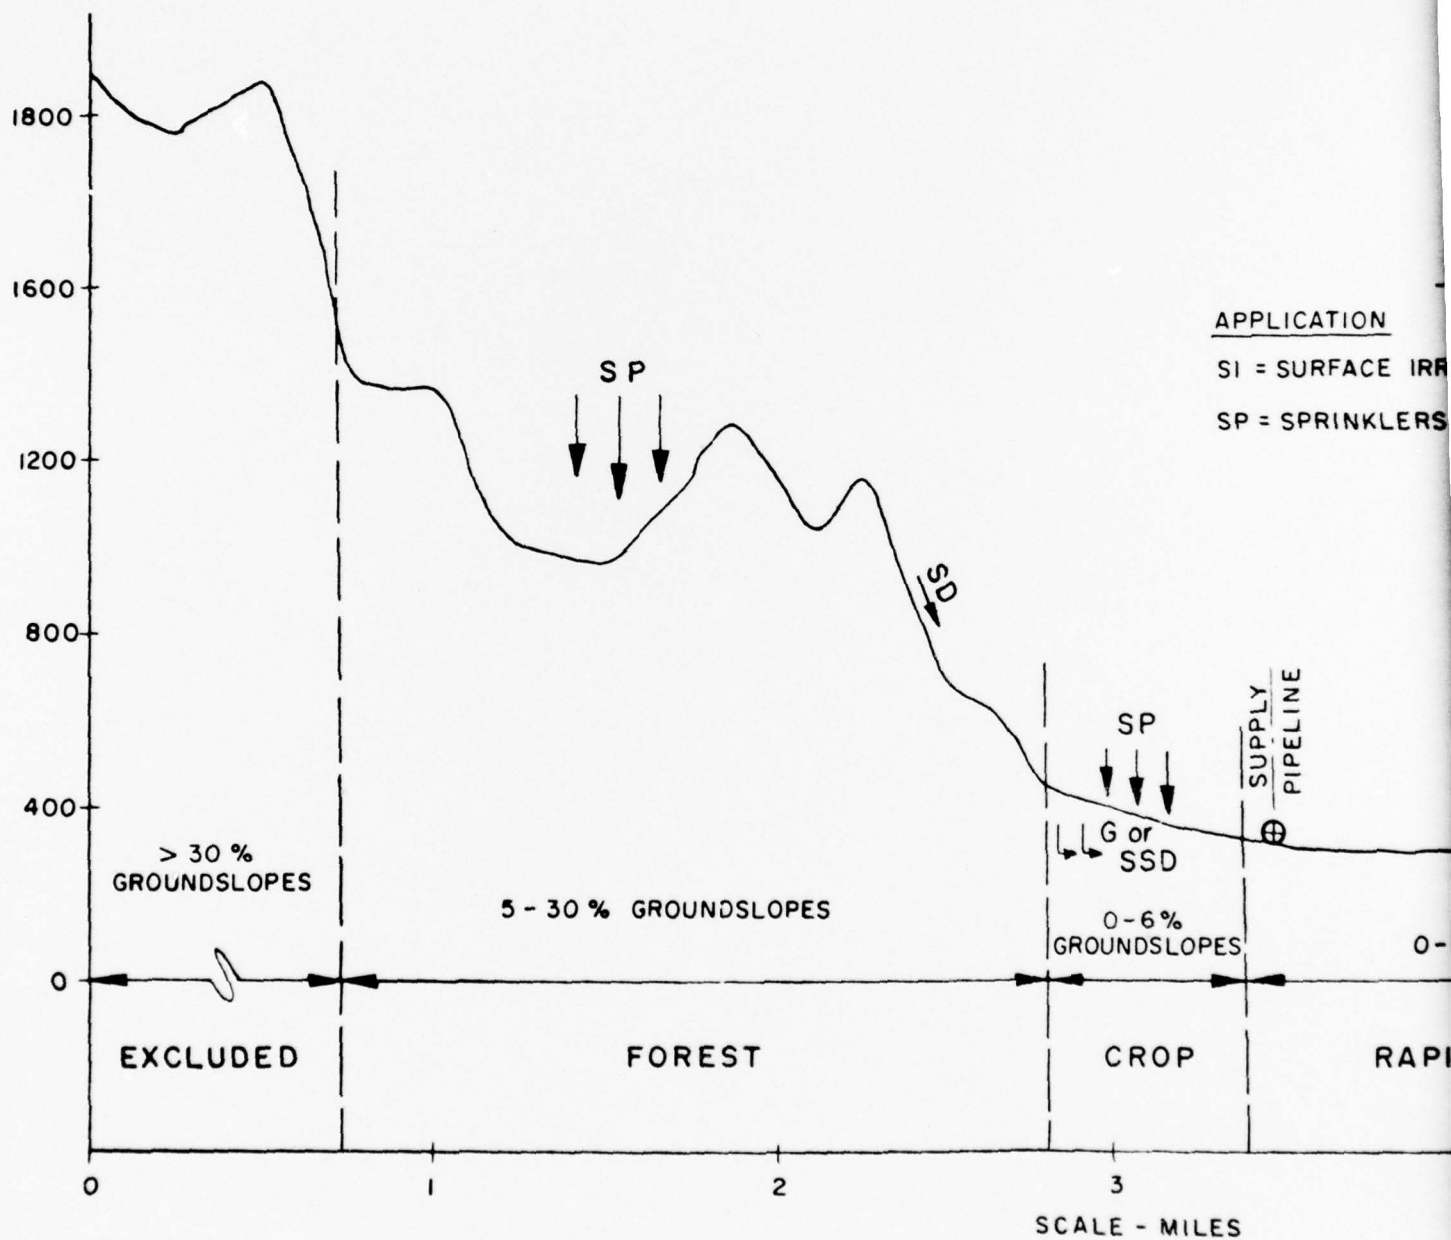 1800
1600
APPLICATION
SI = SURFACE IRR
SP
SP = SPRINKLERS
1200
SD
800
SUPPLY
PIPELINE
SP
400
G or
SSD
> 30 %
GROUNDSLOPES
5 - 30 % GROUNDSLOPES
0-6%
GROUNDSLOPES
0-
0
EXCLUDED
FOREST
CROP
RAPI
0 1 2 3
SCALE - MILES